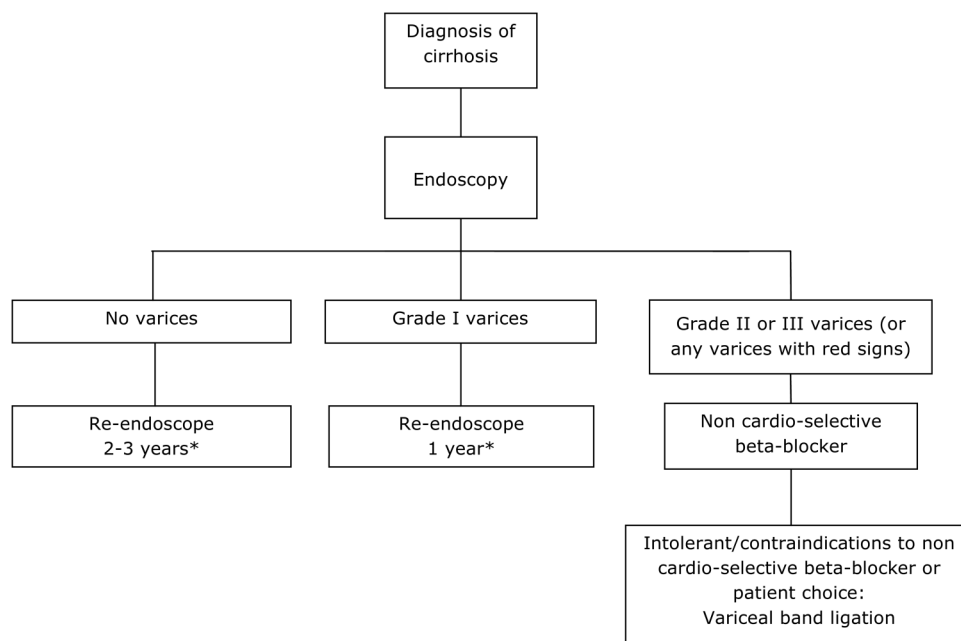 Diagnosis of
cirrhosis
Endoscopy
No varices
Grade I varices
Grade II or III varices (or
any varices with red signs)
Re-endoscope
2-3 years*
Re-endoscope
1 year*
Non cardio-selective
beta-blocker
Intolerant/contraindications to non
cardio-selective beta-blocker or
patient choice:
Variceal band ligation